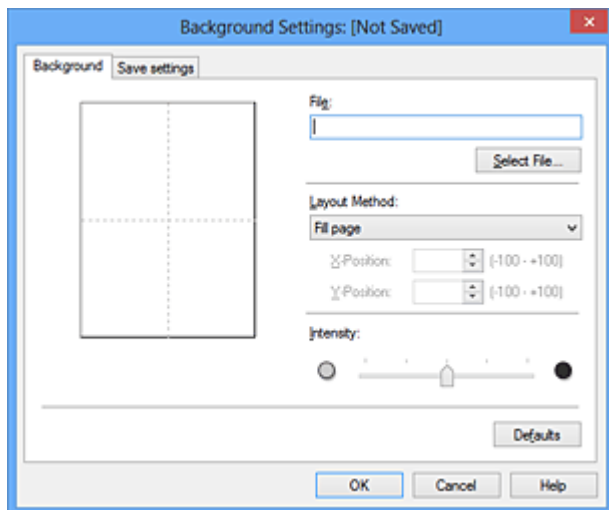 Background Settings: [Not Saved]
Background Save settings
File:
Select File...
Layout Method:
Fill page
X-Position: (-100 - +100)
Y-Position: (-100 - +100)
Intensity:
Defaults
OK Cancel Help